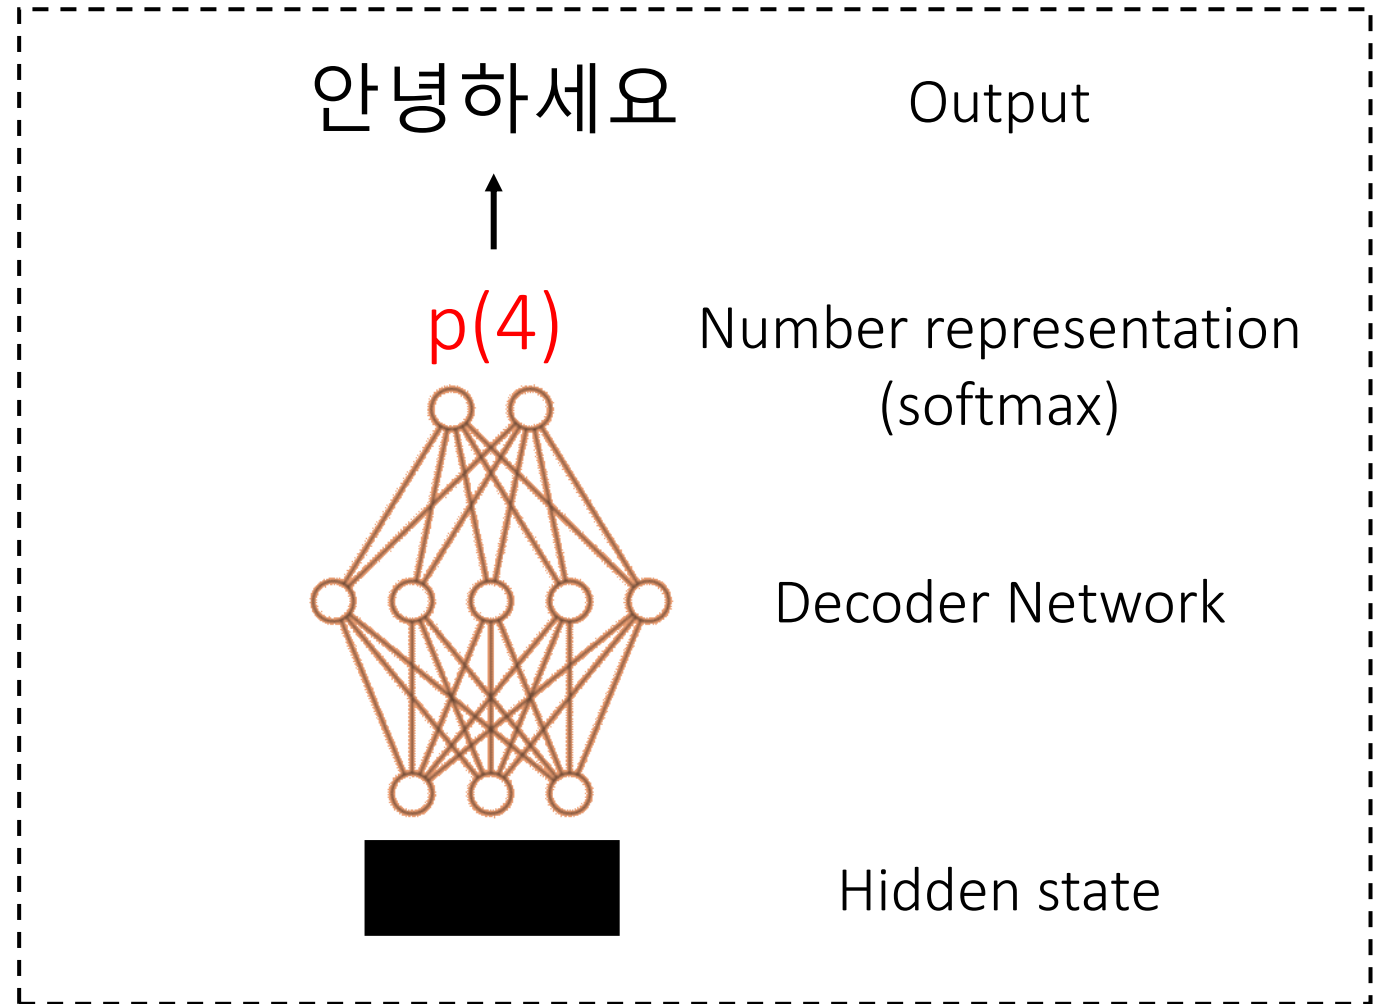 안녕하세요
Output
p(4)
Number representation
(softmax)
Decoder Network
Hidden state